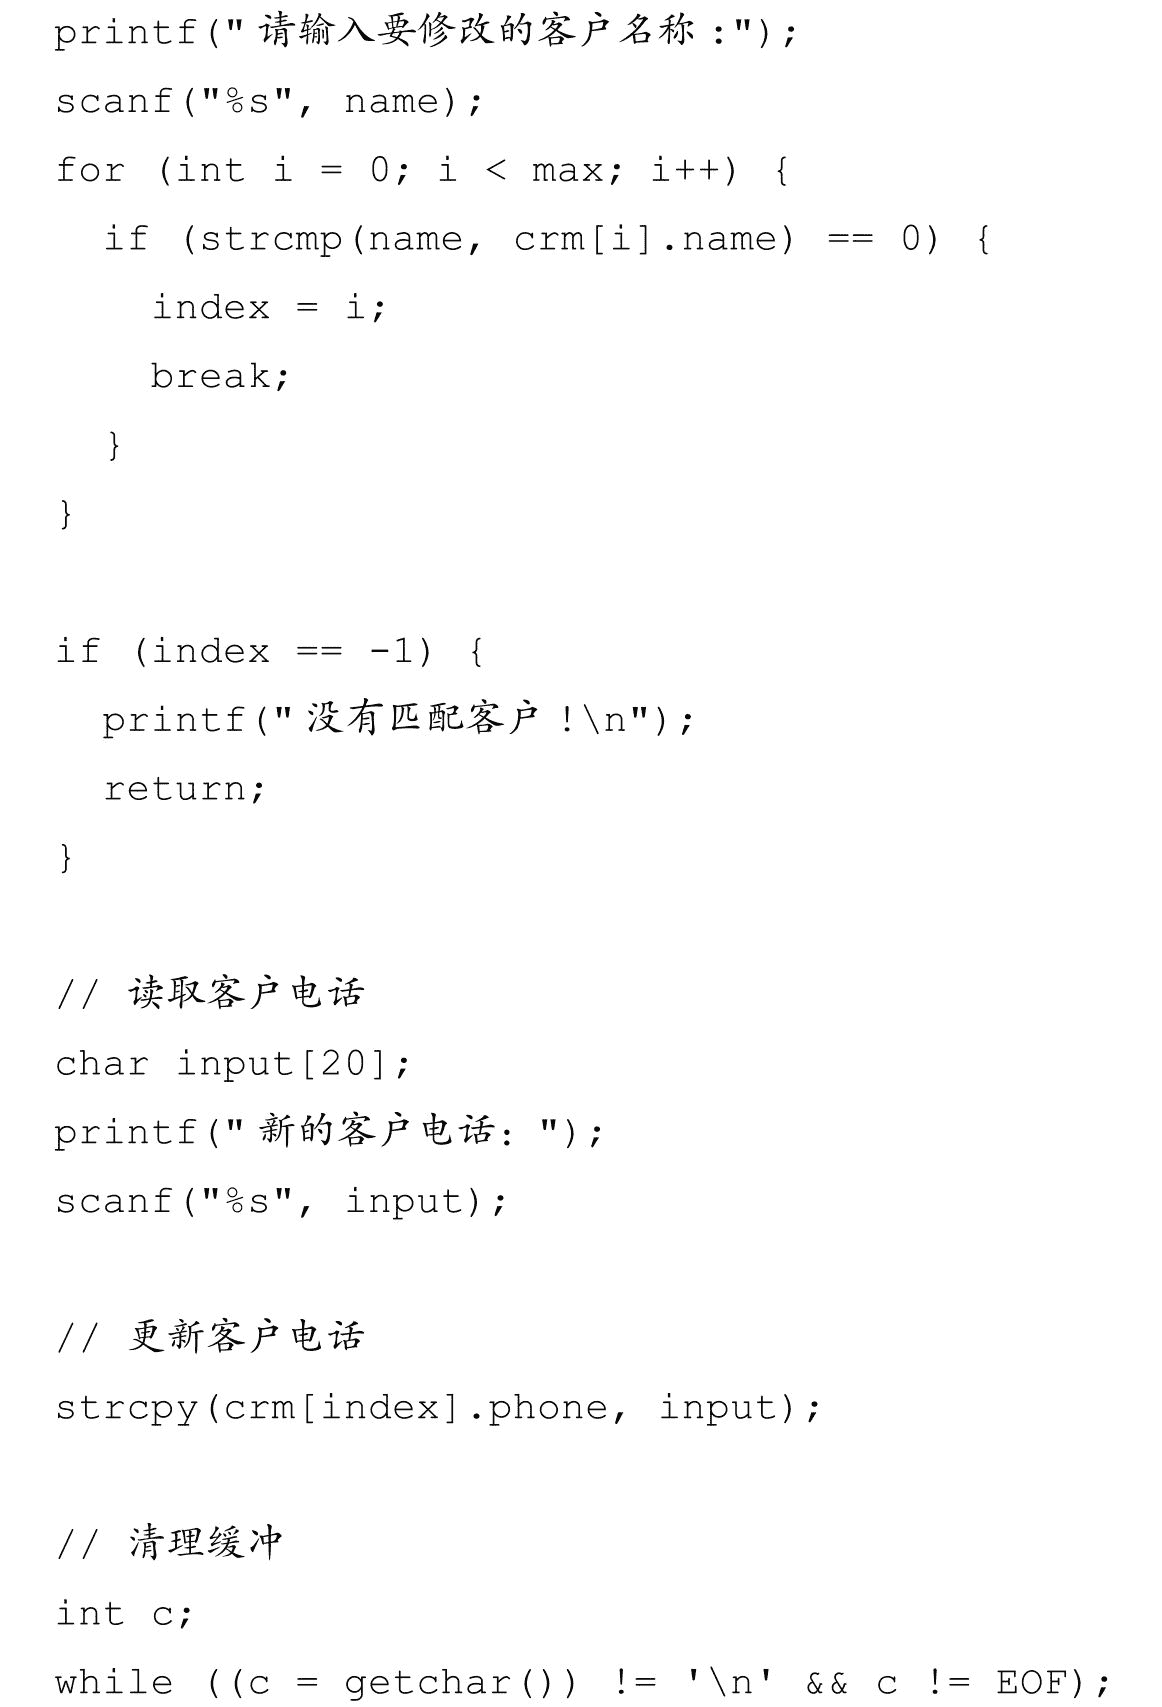 printf(" 请输入要修改的客户名称 :");
scanf("%s", name);
for (int i = 0; i < max; i++) {
  if (strcmp(name, crm[i].name) == 0) {
    index = i;
    break;
  }
}

if (index == -1) {
  printf(" 没有匹配客户 !\n");
  return;
}

// 读取客户电话
char input[20];
printf(" 新的客户电话：");
scanf("%s", input);

// 更新客户电话
strcpy(crm[index].phone, input);

// 清理缓冲
int c;
while ((c = getchar()) != '\n' && c != EOF);